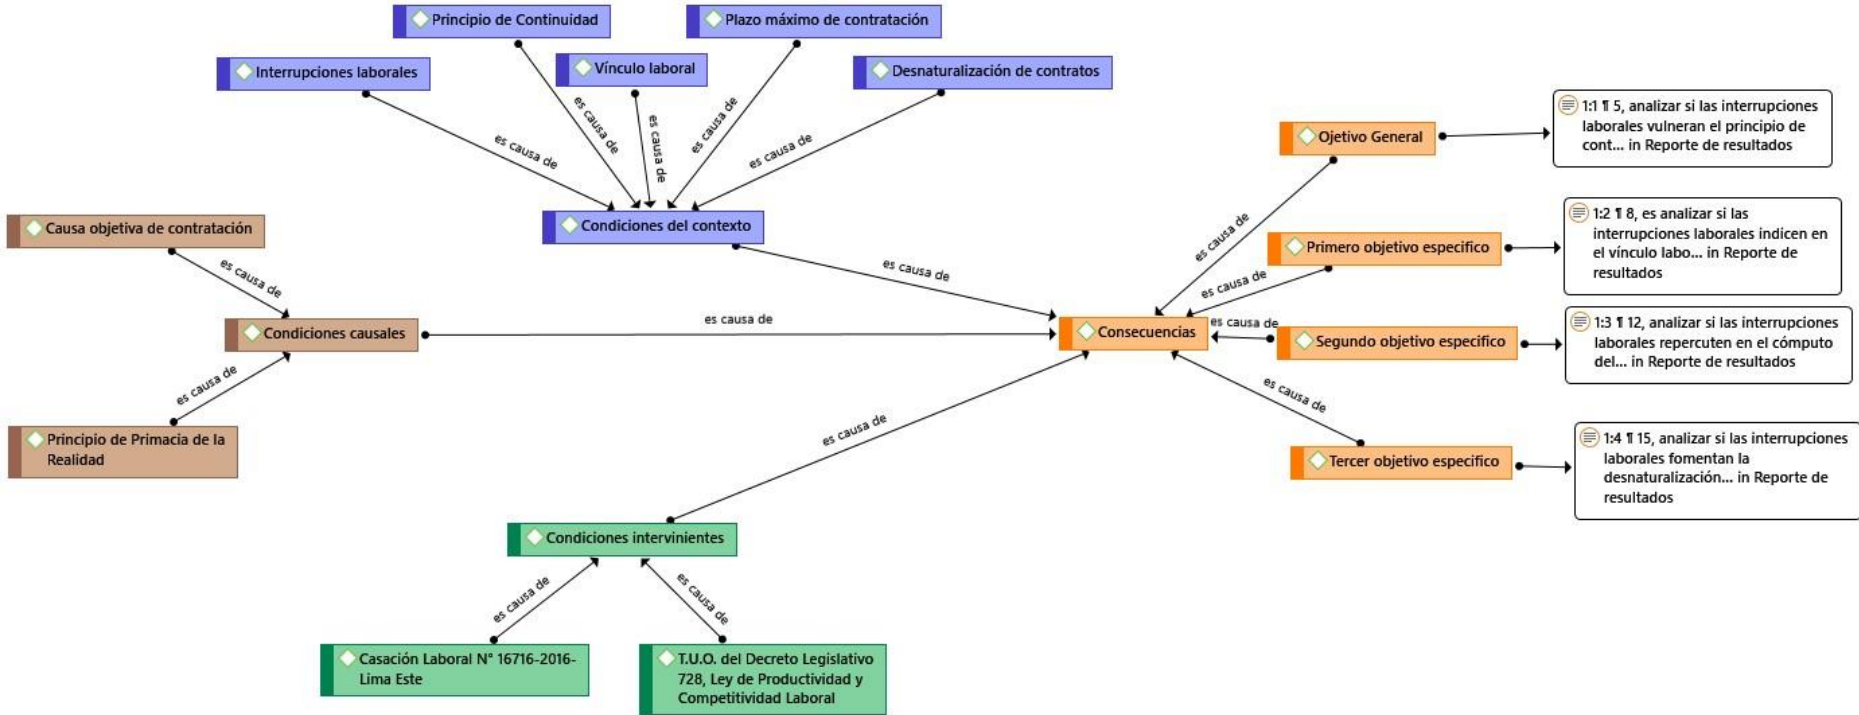 Principio de Continuidad
Plazo máximo de contratación
Interrupciones laborales
Vínculo laboral
Desnaturalización de contratos
es causa de
es causa de
es causa de
es causa de
es causa de
Condiciones del contexto
Causa objetiva de contratación
es causa de
Condiciones causales
es causa de
Principio de Primacia de la
Realidad
es causa de
es causa de
es causa de
Consecuencias
Ojetivo General
es causa de
1:1 ¶ 5, analizar si las interrupciones
laborales vulneran el principio de
cont... in Reporte de resultados
Primero objetivo especifico
es causa de
1:2 ¶ 8, es analizar si las
interrupciones laborales indicen en
el vínculo labo... in Reporte de
resultados
es causa de
Segundo objetivo especifico
1:3 ¶ 12, analizar si las interrupciones
laborales repercuten en el cómputo
del... in Reporte de resultados
es causa de
Tercer objetivo especifico
1:4 ¶ 15, analizar si las interrupciones
laborales fomentan la
desnaturalización... in Reporte de
resultados
Condiciones intervinientes
es causa de
es causa de
Casación Laboral N° 16716-2016-
Lima Este
T.U.O. del Decreto Legislativo
728, Ley de Productividad y
Competitividad Laboral